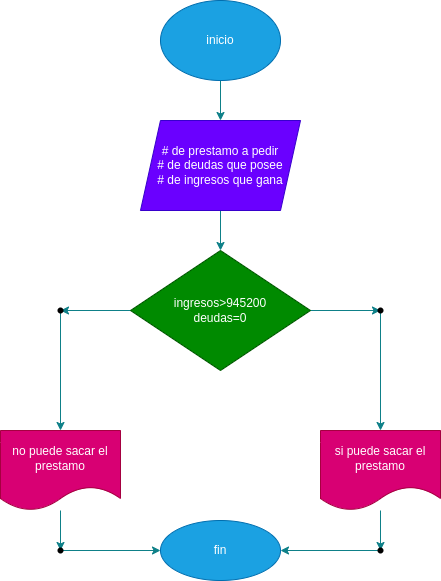 inicio
# de prestamo a pedir
# de deudas que posee
# de ingresos que gana
ingresos>945200
deudas=0
no puede sacar el
prestamo
si puede sacar el
prestamo
fin